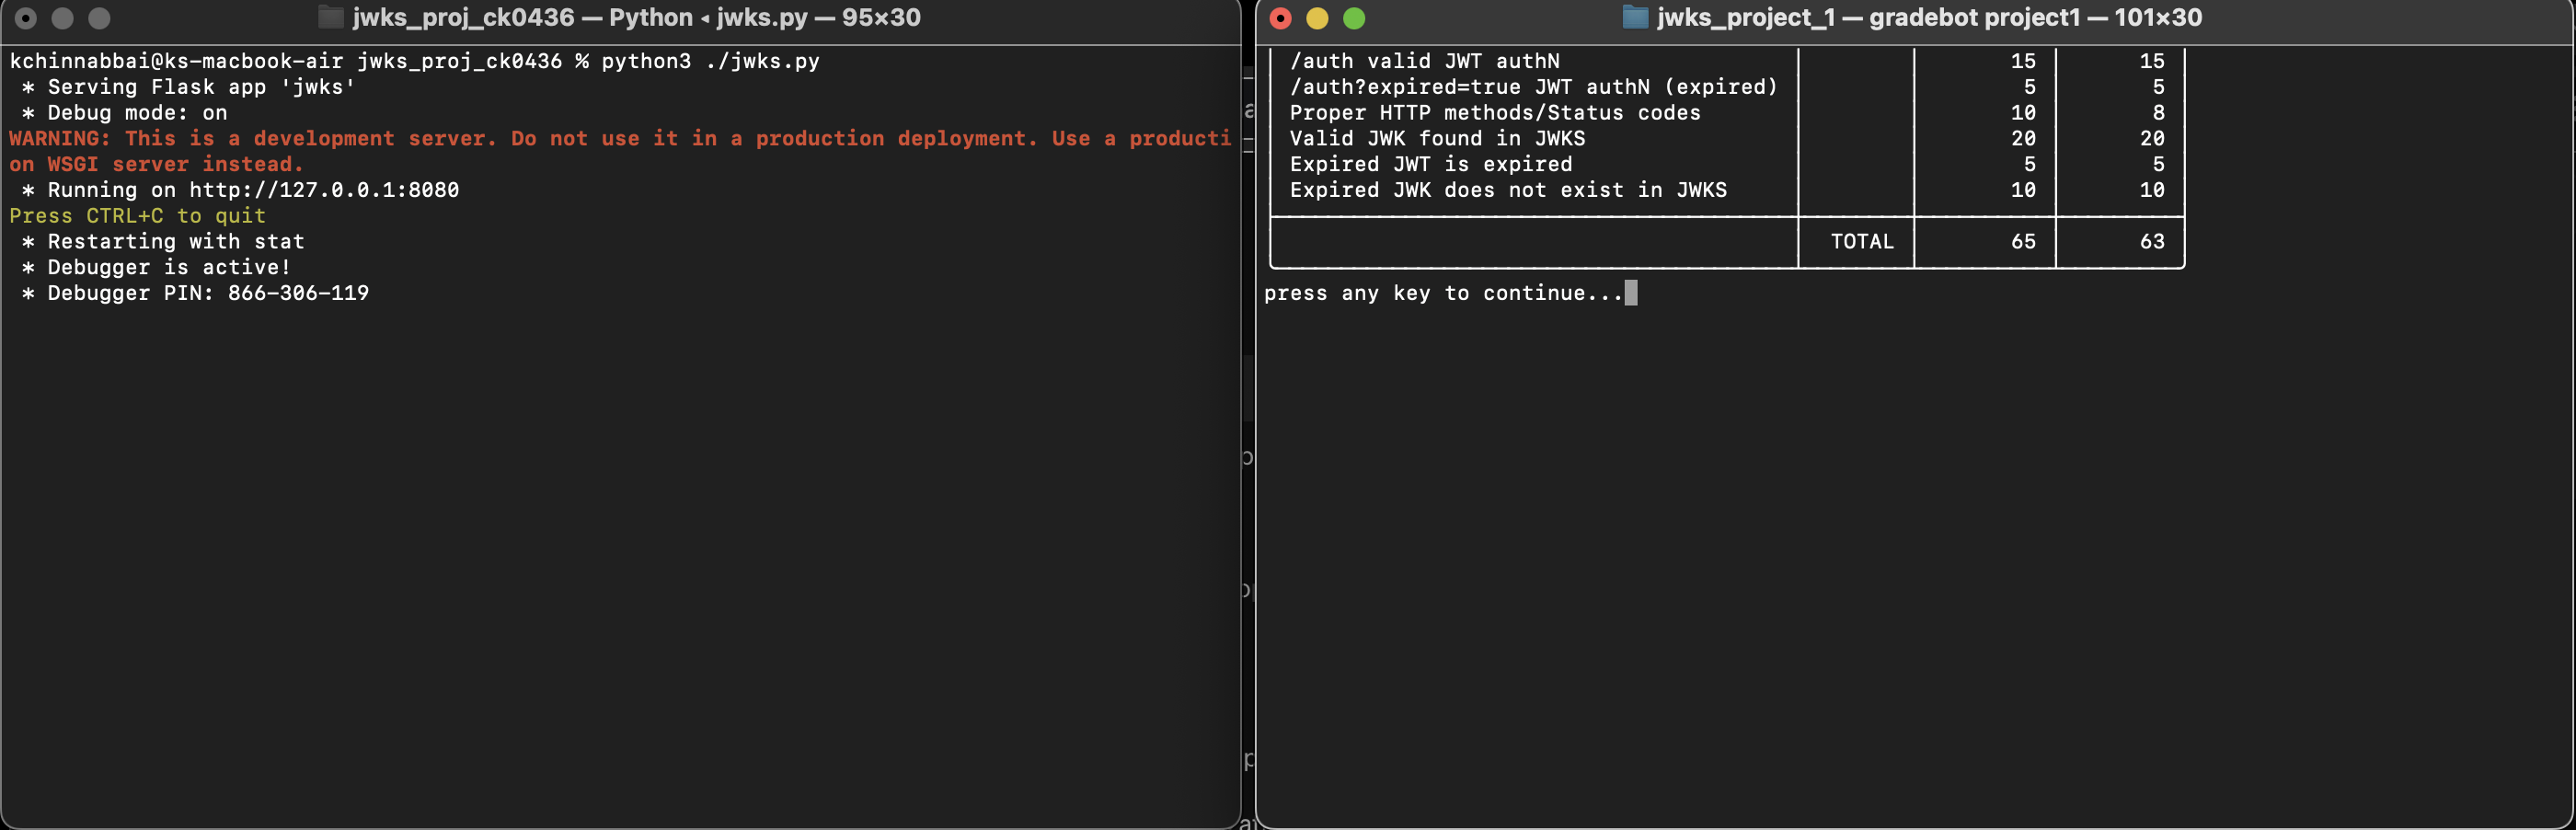 jwks_proj_ck0436 — Python ◂ jwks.py — 95×30
kchinnabbai@ks-macbook-air jwks_proj_ck0436 % python3 ./jwks.py
* Serving Flask app 'jwks'
* Debug mode: on
WARNING: This is a development server. Do not use it in a production deployment. Use a producti
on WSGI server instead.
* Running on http://127.0.0.1:8080
Press CTRL+C to quit
* Restarting with stat
* Debugger is active!
* Debugger PIN: 866-306-119
jwks_project_1 — gradebot project1 — 101×30
/auth valid JWT authN 15 15
/auth?expired=true JWT authN (expired) 5 5
Proper HTTP methods/Status codes 10 8
Valid JWK found in JWKS 20 20
Expired JWT is expired 5 5
Expired JWK does not exist in JWKS 10 10
TOTAL 65 63
press any key to continue...